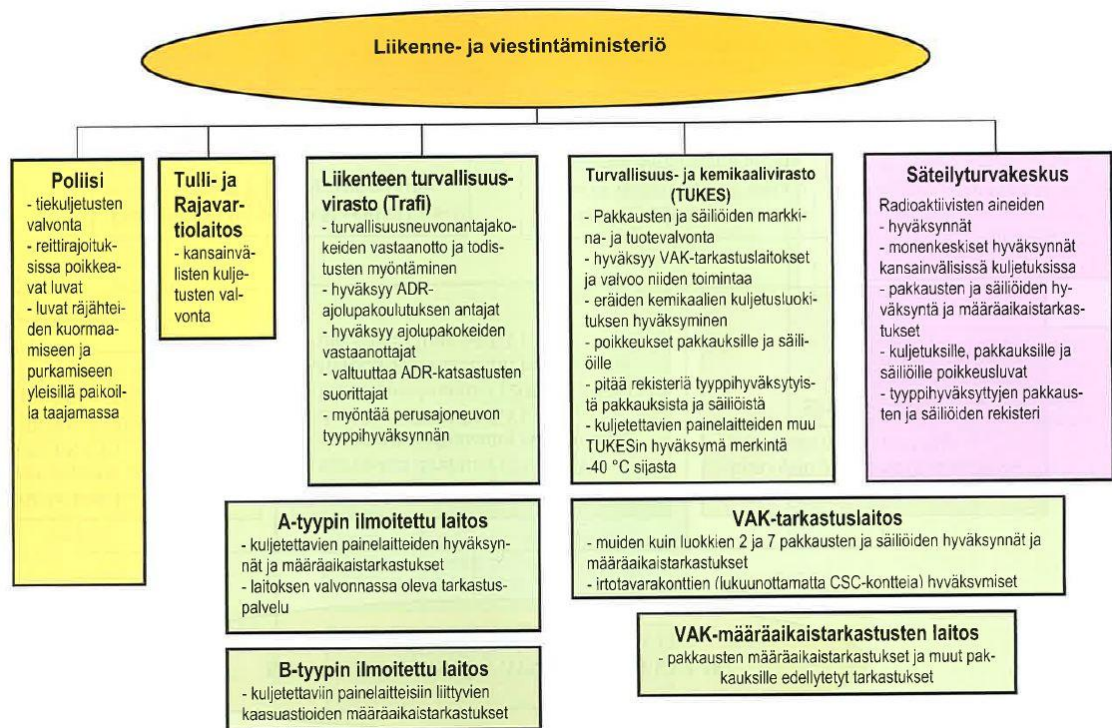 Liikenne- ja viestintäministeriö
Poliisi
- tiekuljetusten
valvonta
- reittirajoituk-
sissa poikkea-
vat luvat
- luvat räjähtei-
den kuormaa-
miseen ja
purkamiseen
yleisillä paikoil-
la taajamassa
Tulli- ja
Rajavar-
tiolaitos
- kansainvä-
listen kulje-
tusten val-
vonta
Liikenteen turvallisuus-
virasto (Trafi)
- turvallisuusneuvonantajako-
keiden vastaanotto ja todis-
tusten myöntäminen
- hyväksyy ADR-
ajolupakoulutuksen antajat
- hyväksyy ajolupakokeiden
vastaanottajat
- valtuuttaa ADR-katsastusten
suorittajat
- myöntää perusajoneuvon
tyyppihyväksynnän
Turvallisuus- ja kemikaalivirasto
(TUKES)
- Pakkausten ja säiliöiden markki-
na- ja tuotevalvonta
- hyväksyy VAK-tarkastuslaitokset
ja valvoo niiden toimintaa
- eräiden kemikaalien kuljetusluoki-
tuksen hyväksyminen
- poikkeukset pakkauksille ja säili-
öille
- pitää rekisteriä tyyppihyväksytyis-
tä pakkauksista ja säiliöistä
- kuljetettavien painelaitteiden muu
TUKESin hyväksymä merkintä
-40 °C sijasta
Säteilyturvakeskus
Radioaktiivisten aineiden
- hyväksynnät
- monenkeskiset hyväksynnät
kansainvälisissä kuljetuksissa
- pakkausten ja säiliöiden hy-
väksyntä ja määräaikaistarkas-
tukset
- kuljetuksille, pakkauksille ja
säiliöille poikkeusluvat
- tyyppihyväksyttyjen pakkaus-
ten ja säiliöiden rekisteri
A-tyypin ilmoitettu laitos
- kuljetettavien painelaitteiden hyväksyn-
nät ja määräaikaistarkastukset
- laitoksen valvonnassa oleva tarkastus-
palvelu
B-tyypin ilmoitettu laitos
- kuljetettaviin painelaitteisiin liittyvien
kaasuastioiden määräaikaistarkastukset
VAK-tarkastuslaitos
- muiden kuin luokkien 2 ja 7 pakkausten ja säiliöiden hyväksynnät ja
määräaikaistarkastukset
- irtotavarakonttien (lukuunottamatta CSC-kontteja) hyväksymiset
VAK-määräaikaistarkastusten laitos
- pakkausten määräaikaistarkastukset ja muut pak-
kauksille edellytetyt tarkastukset